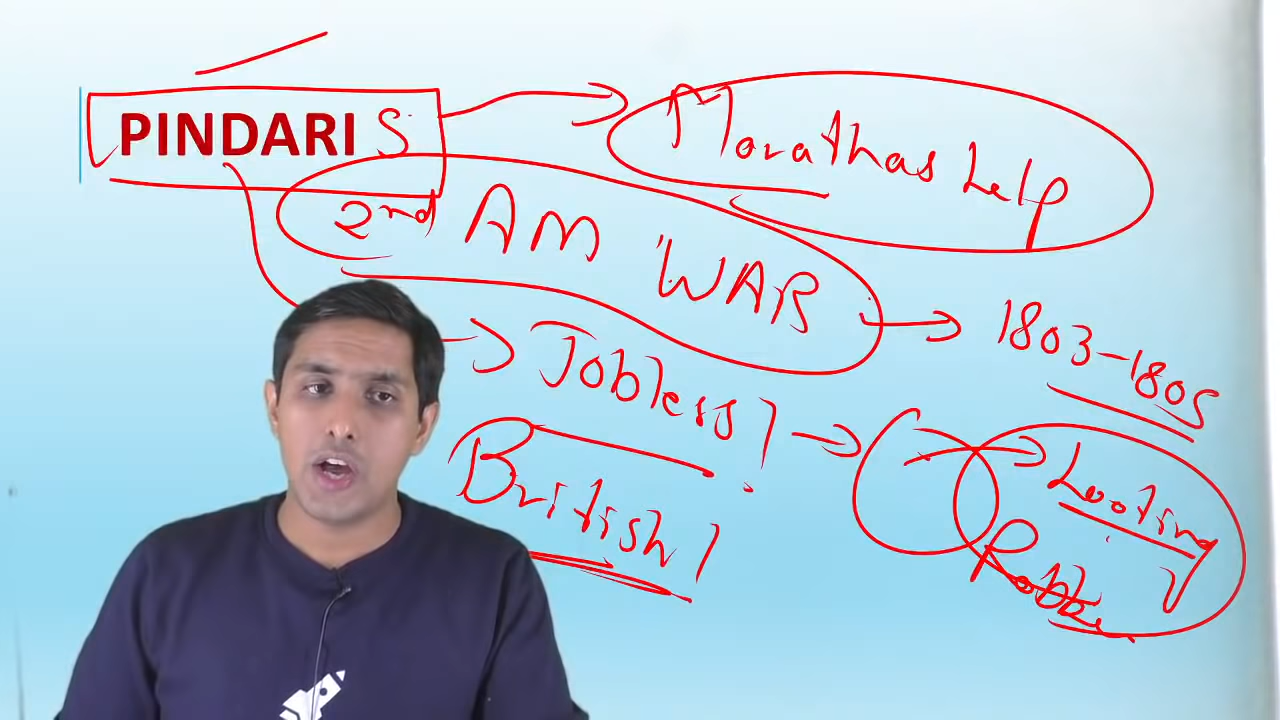 PINDARI S
Marathas help
2nd AM WAR
1803-1805
Jobless?
British!
Looting